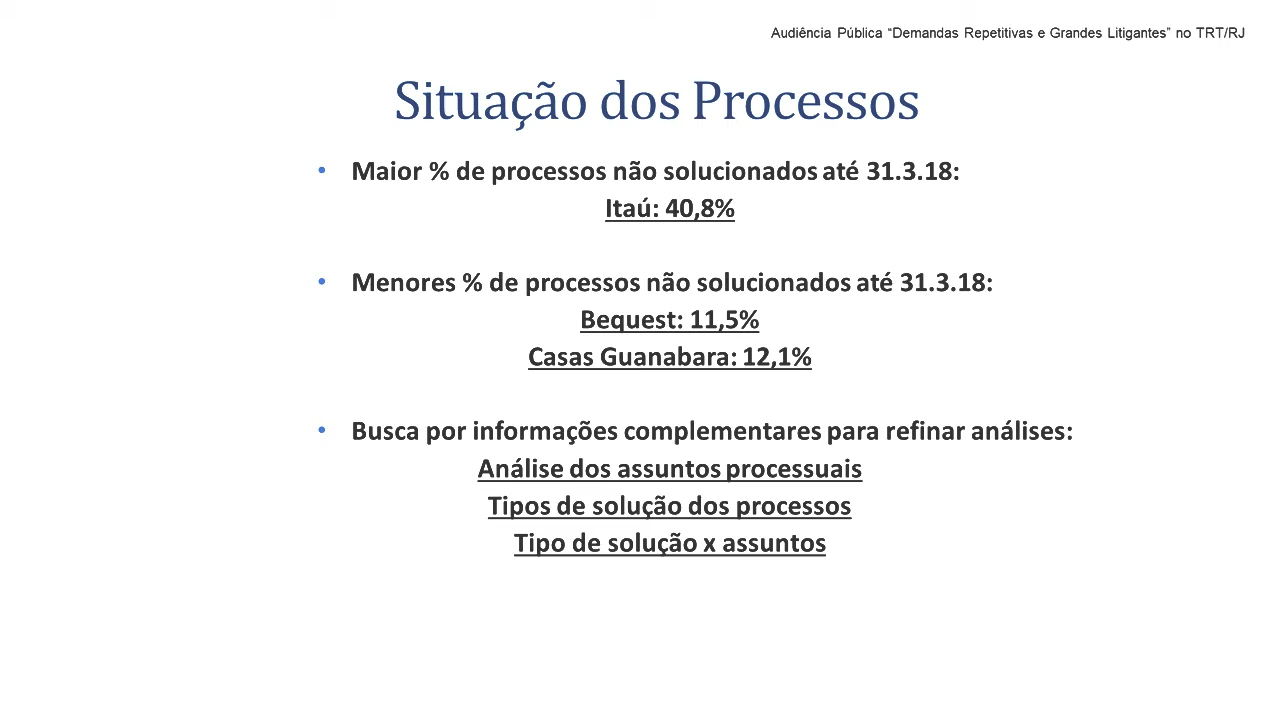 Audiência Pública “Demandas Repetitivas e Grandes Litigantes” no TRT/RJ
Situação dos Processos
• Maior % de processos não solucionados até 31.3.18:
Itaú: 40,8%
• Menores % de processos não solucionados até 31.3.18:
Bequest: 11,5%
Casas Guanabara: 12,1%
• Busca por informações complementares para refinar análises:
Análise dos assuntos processuais
Tipos de solução dos processos
Tipo de solução x assuntos